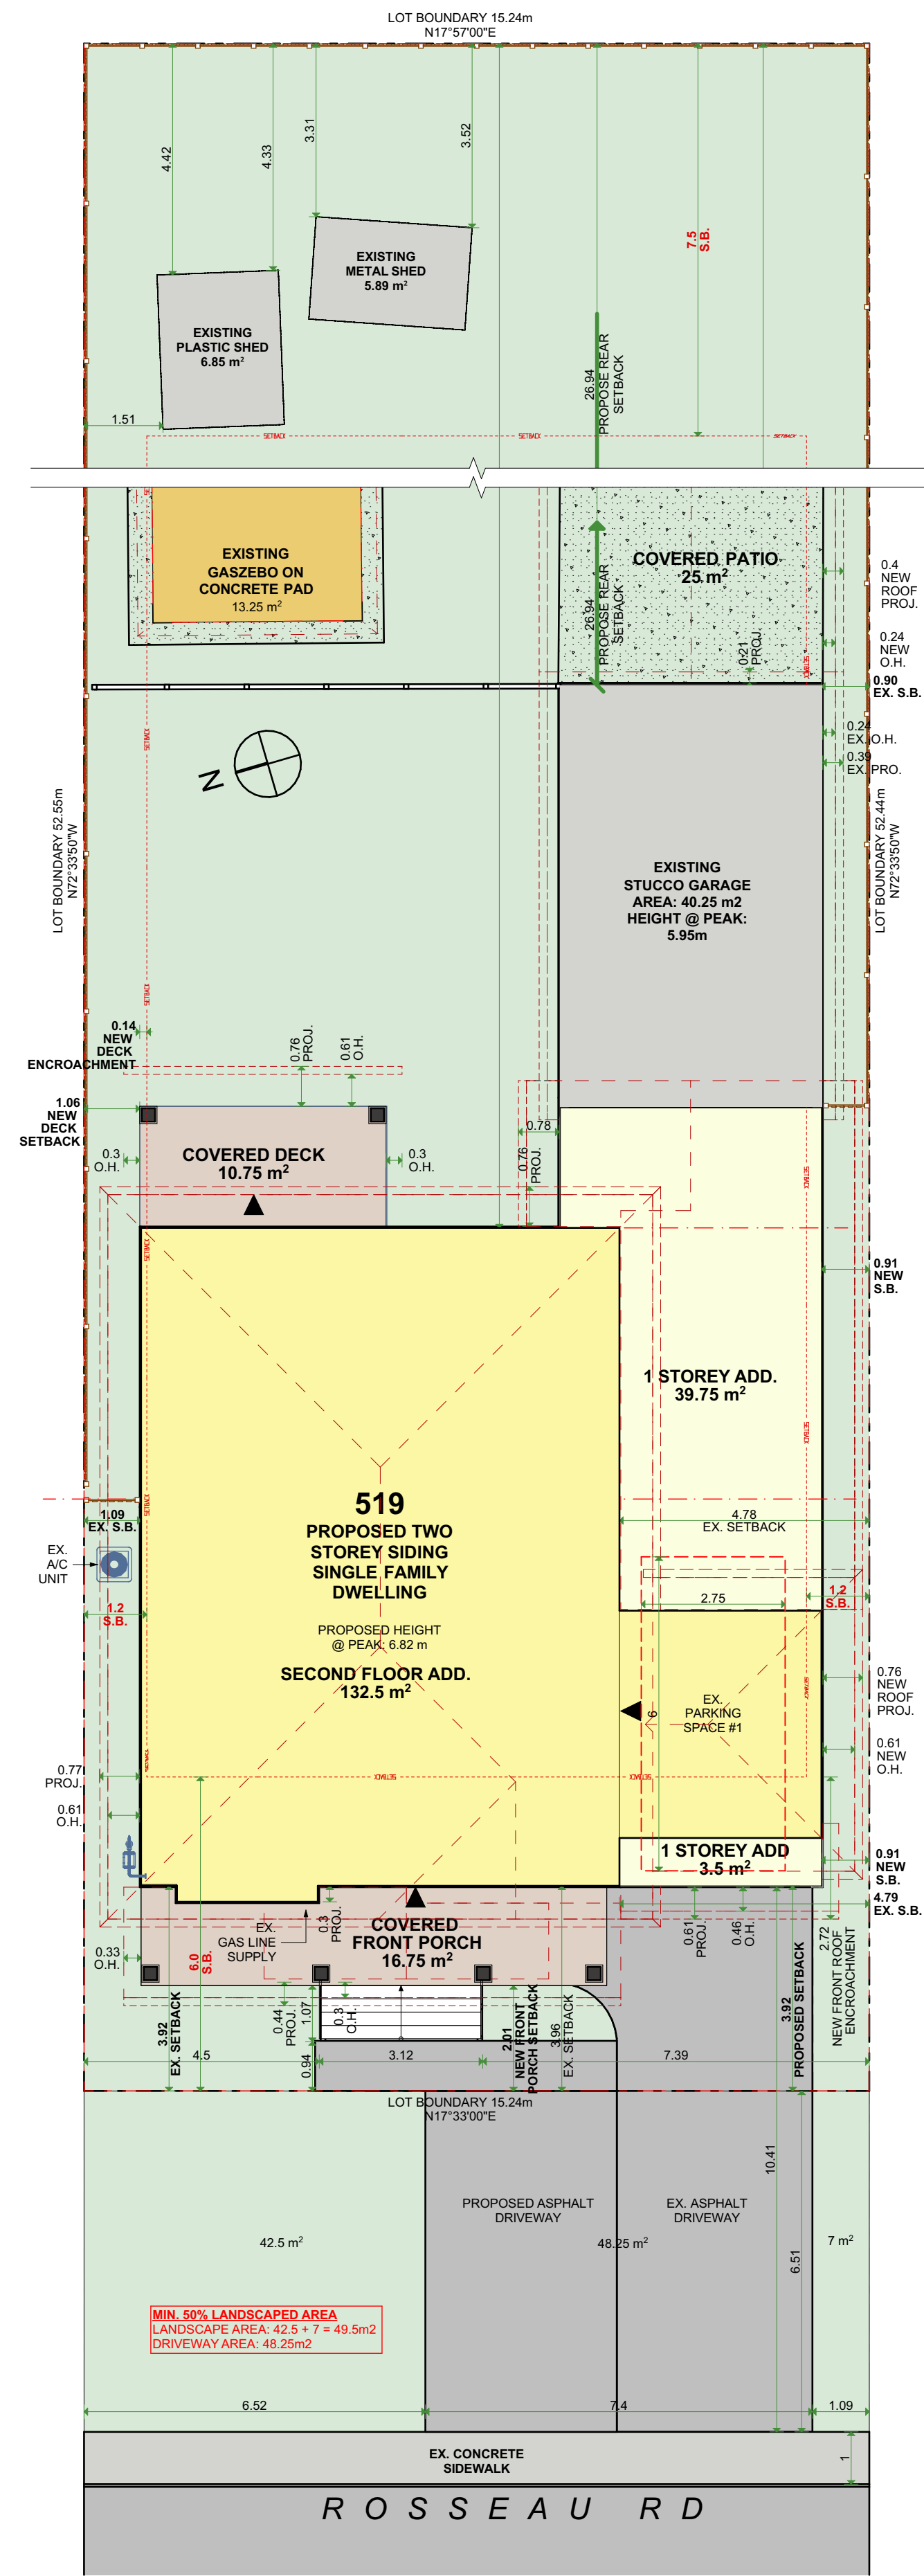 LOT BOUNDARY 15.24m
N17°57'00"E
4.42
4.33
3.31
3.52
7.5
S.B.
EXISTING
METAL SHED
5.89 m²
EXISTING
PLASTIC SHED
6.85 m²
26.94
PROPOSE REAR
SETBACK
1.51
SETBACK
SETBACK
SETBACK
SETBACK
EXISTING
GASZEBO ON
CONCRETE PAD
13.25 m²
COVERED PATIO
25 m²
26.94
PROPOSE REAR
SETBACK
0.21
PROJ.
SETBACK
0.4
NEW
ROOF
PROJ.
0.24
NEW
O.H.
0.90
EX. S.B.
0.24
EX. O.H.
0.39
EX. PRO.
SETBACK
N
LOT BOUNDARY 52.55m
N72°33'50"W
LOT BOUNDARY 52.44m
N72°33'50"W
EXISTING
STUCCO GARAGE
AREA: 40.25 m2
HEIGHT @ PEAK:
5.95m
SETBACK
0.14
NEW
DECK
ENCROACHMENT
0.76
PROJ.
0.61
O.H.
1.06
NEW
DECK
SETBACK
0.3
O.H.
COVERED DECK
10.75 m²
0.3
O.H.
0.78
0.76
PROJ.
SETBACK
SETBACK
0.91
NEW
S.B.
1 STOREY ADD.
39.75 m²
SETBACK
SETBACK
519
PROPOSED TWO
STOREY SIDING
SINGLE FAMILY
DWELLING
PROPOSED HEIGHT
@ PEAK: 6.82 m
SECOND FLOOR ADD.
132.5 m²
1.09
EX. S.B.
EX.
A/C
UNIT
1.2
S.B.
4.78
EX. SETBACK
2.75
1.2
S.B.
6
EX.
PARKING
SPACE #1
SETBACK
0.76
NEW
ROOF
PROJ.
0.61
NEW
O.H.
0.77
PROJ.
0.61
O.H.
SETBACK
SETBACK
1 STOREY ADD
3.5 m²
0.91
NEW
S.B.
4.79
EX. S.B.
EX.
GAS LINE
SUPPLY
0.3
PROJ.
COVERED
FRONT PORCH
16.75 m²
0.61
PROJ.
0.46
O.H.
2.72
NEW FRONT ROOF
ENCROACHMENT
0.33
O.H.
6.0
S.B.
3.92
EX. SETBACK
0.44
PROJ.
1.07
0.3
O.H.
0.94
2.01
NEW FRONT
PORCH SETBACK
3.96
EX. SETBACK
3.92
PROPOSED SETBACK
4.5
3.12
7.39
LOT BOUNDARY 15.24m
N17°33'00"E
10.41
6.51
PROPOSED ASPHALT
DRIVEWAY
EX. ASPHALT
DRIVEWAY
42.5 m²
48.25 m²
7 m²
MIN. 50% LANDSCAPED AREA
LANDSCAPE AREA: 42.5 + 7 = 49.5m2
DRIVEWAY AREA: 48.25m2
6.52
7.4
1.09
EX. CONCRETE
SIDEWALK
1
ROSSEAU RD